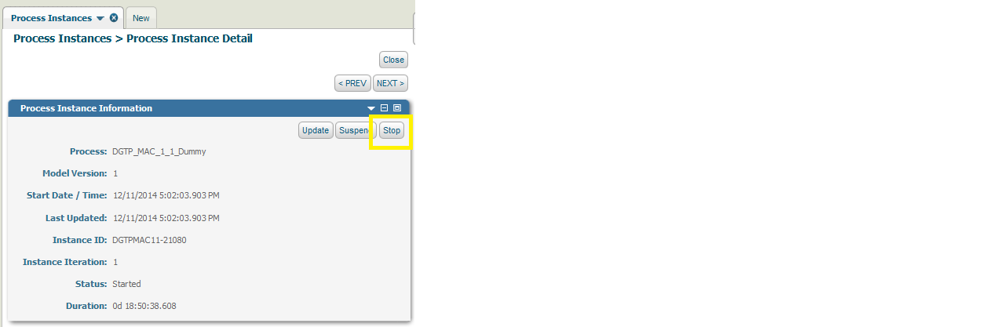 Process Instances
New
Process Instances > Process Instance Detail
Close
< PREV NEXT >
Process Instance Information
Update Suspend Stop
Process: DGTP_MAC_1_1_Dummy
Model Version: 1
Start Date / Time: 12/11/2014 5:02:03.903 PM
Last Updated: 12/11/2014 5:02:03.903 PM
Instance ID: DGTPMAC11-21080
Instance Iteration: 1
Status: Started
Duration: 0d 18:50:38.608